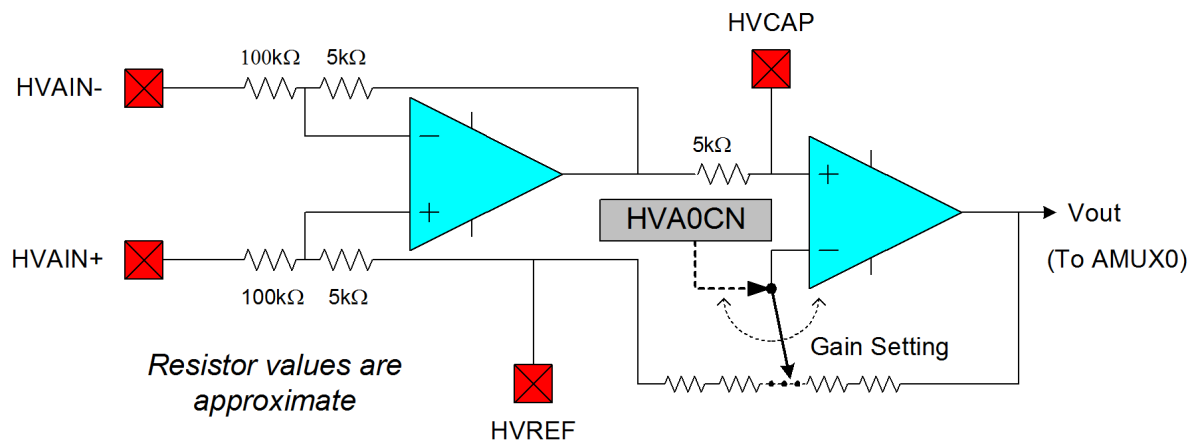 HVCAP
100kΩ 5kΩ
HVAIN-
5kΩ
HVA0CN
Vout
(To AMUX0)
HVAIN+
100kΩ 5kΩ
Gain Setting
Resistor values are
approximate
HVREF